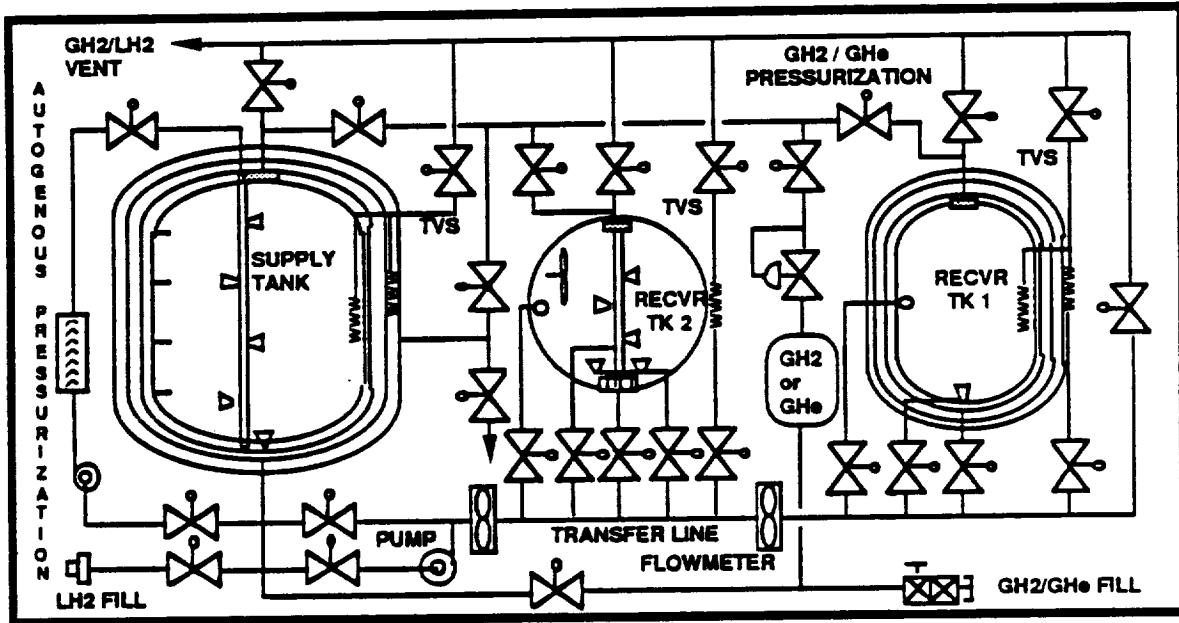 GH2/LH2
VENT
GH2 / GHe
PRESSURIZATION
AUTOGENOUS PRESSURIZATION
TVS
TVS
TVS
SUPPLY
TANK
RECVR
TK 2
RECVR
TK 1
GH2
or
GHe
PUMP
TRANSFER LINE
FLOWMETER
LH2 FILL
GH2/GHe FILL